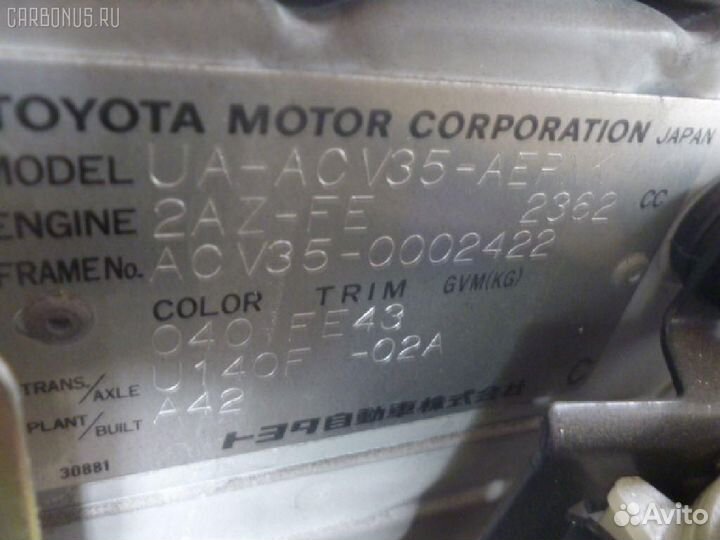 CARBONUS.RU
TOYOTA MOTOR CORPORATION JAPAN
MODEL UA-ACV35-AEPNK
ENGINE 2AZ-FE 2362 CC
FRAME No. ACV35-0002422
COLOR TRIM GVM(KG)
040/FE43
TRANS./AXLE U140F -02A
PLANT/BUILT A42
C
トヨタ自動車株式会社
30881
Avito